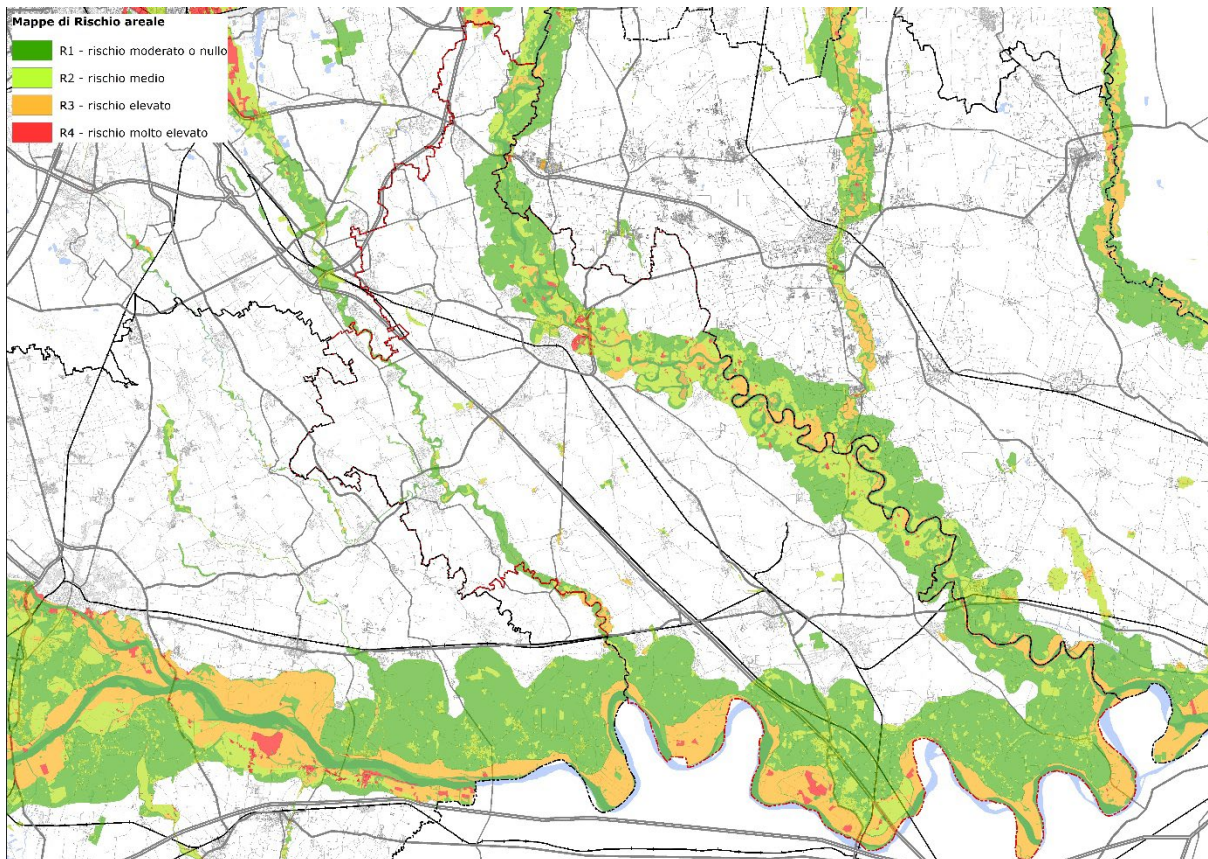 Mappe di Rischio areale
R1 - rischio moderato o nullo
R2 - rischio medio
R3 - rischio elevato
R4 - rischio molto elevato